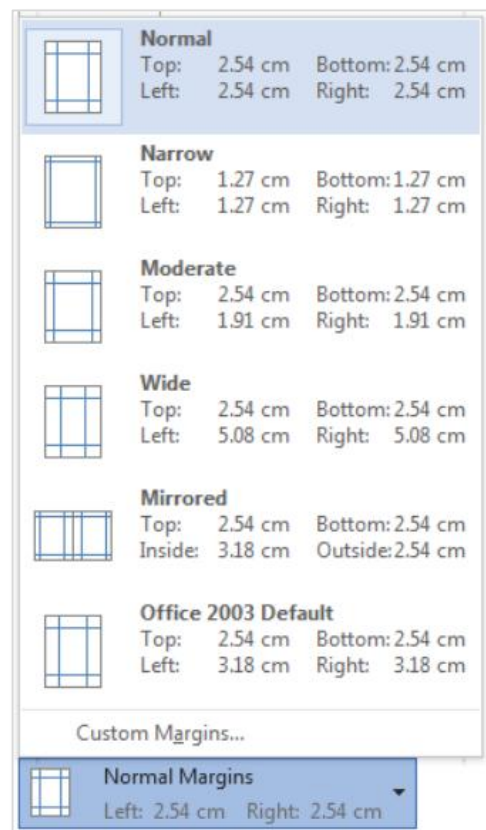 Normal
Top: 2.54 cm Bottom: 2.54 cm
Left: 2.54 cm Right: 2.54 cm
Narrow
Top: 1.27 cm Bottom: 1.27 cm
Left: 1.27 cm Right: 1.27 cm
Moderate
Top: 2.54 cm Bottom: 2.54 cm
Left: 1.91 cm Right: 1.91 cm
Wide
Top: 2.54 cm Bottom: 2.54 cm
Left: 5.08 cm Right: 5.08 cm
Mirrored
Top: 2.54 cm Bottom: 2.54 cm
Inside: 3.18 cm Outside: 2.54 cm
Office 2003 Default
Top: 2.54 cm Bottom: 2.54 cm
Left: 3.18 cm Right: 3.18 cm
Custom Margins...
Normal Margins
Left: 2.54 cm Right: 2.54 cm